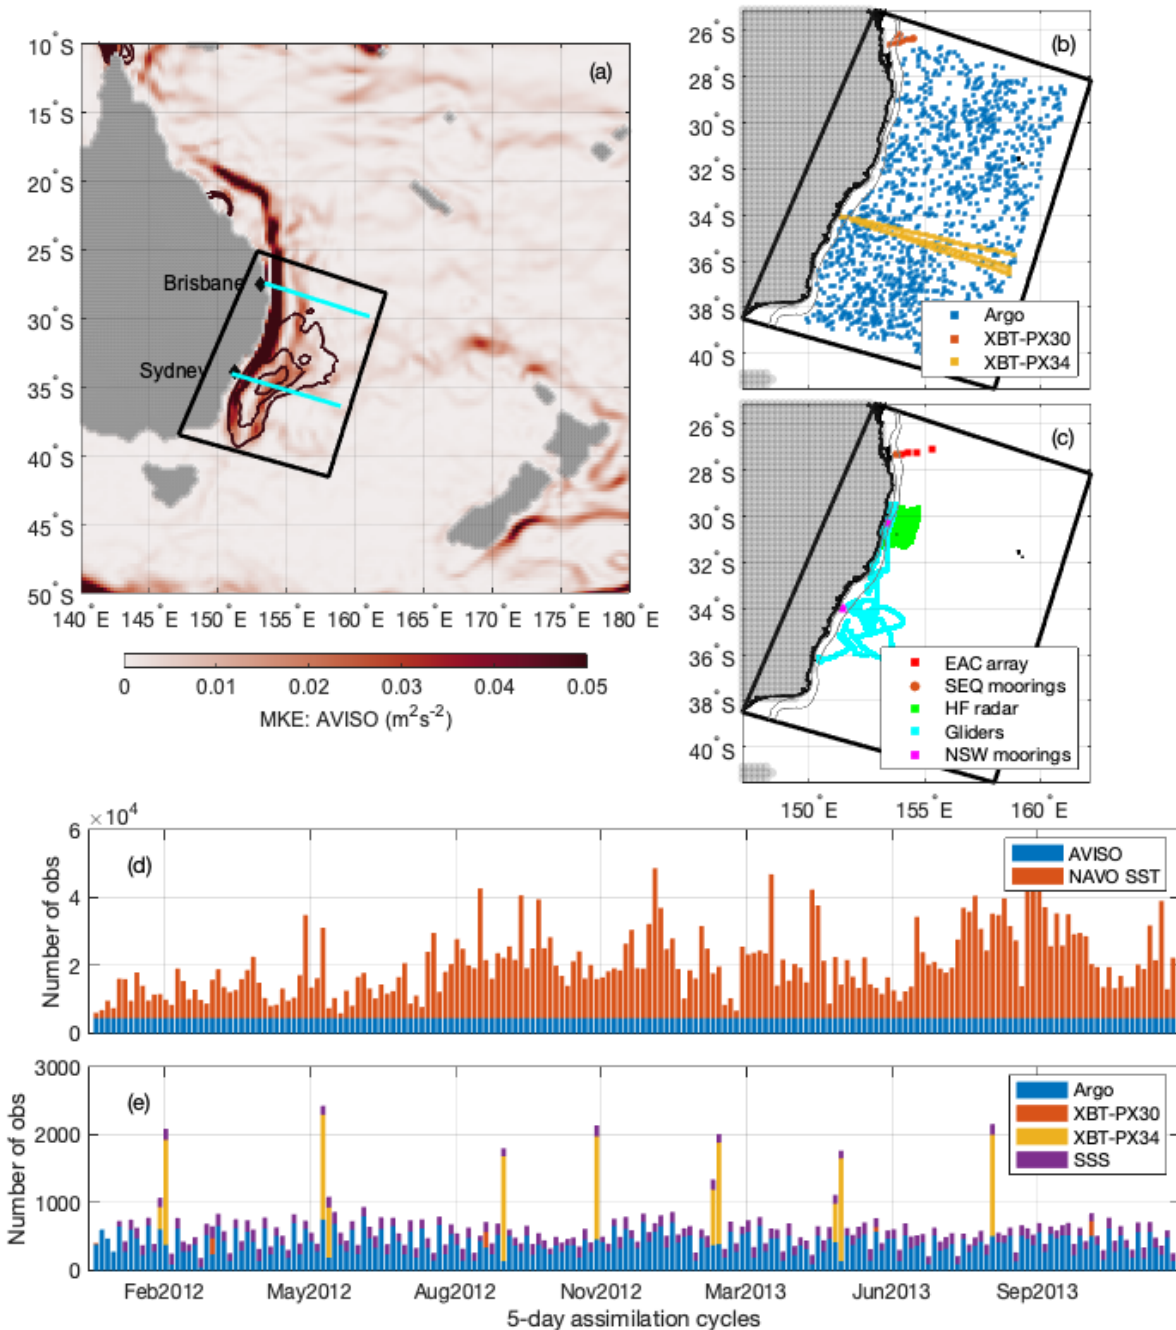 (a)
10°S
15°S
20°S
25°S
30°S
35°S
40°S
45°S
50°S
Brisbane
Sydney
140°E 145°E 150°E 155°E 160°E 165°E 170°E 175°E 180°E
0 0.01 0.02 0.03 0.04 0.05
MKE: AVISO (m²s⁻²)
(b)
26°S
28°S
30°S
32°S
34°S
36°S
38°S
40°S
Argo
XBT-PX30
XBT-PX34
(c)
26°S
28°S
30°S
32°S
34°S
36°S
38°S
40°S
EAC array
SEQ moorings
HF radar
Gliders
NSW moorings
150°E 155°E 160°E
×10⁴
6
4
2
0
Number of obs
(d)
AVISO
NAVO SST
3000
2000
1000
0
Number of obs
(e)
Argo
XBT-PX30
XBT-PX34
SSS
Feb2012 May2012 Aug2012 Nov2012 Mar2013 Jun2013 Sep2013
5-day assimilation cycles